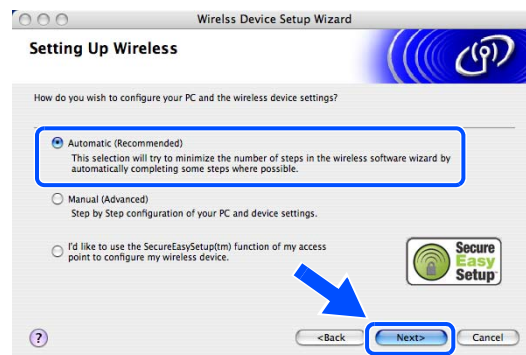 Wirelss Device Setup Wizard
Setting Up Wireless
How do you wish to configure your PC and the wireless device settings?
Automatic (Recommended)
This selection will try to minimize the number of steps in the wireless software wizard by
automatically completing some steps where possible.
Manual (Advanced)
Step by Step configuration of your PC and device settings.
I'd like to use the SecureEasySetup(tm) function of my access
point to configure my wireless device.
Secure
Easy
Setup
?
<Back
Next>
Cancel